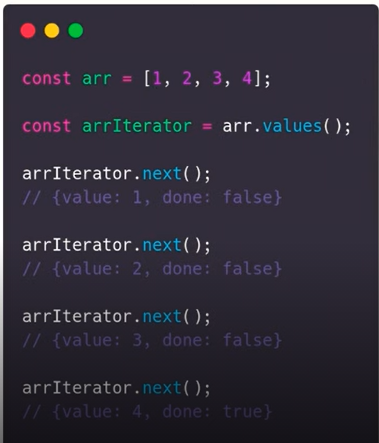 const arr = [1, 2, 3, 4];
const arrIterator = arr.values();
arrIterator.next();
// {value: 1, done: false}
arrIterator.next();
// {value: 2, done: false}
arrIterator.next();
// {value: 3, done: false}
arrIterator.next();
// {value: 4, done: true}